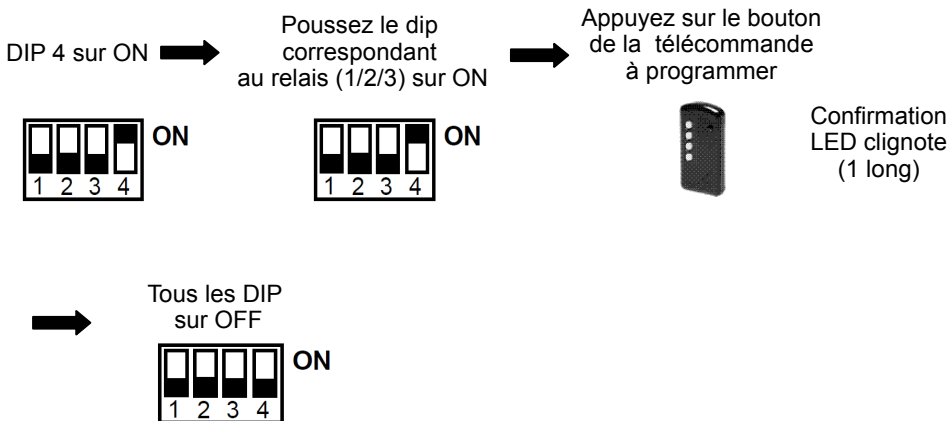 DIP 4 sur ON
Poussez le dip
correspondant
au relais (1/2/3) sur ON
Appuyez sur le bouton
de la télécommande
à programmer
1 2 3 4
ON
1 2 3 4
ON
Confirmation
LED clignote
(1 long)
Tous les DIP
sur OFF
1 2 3 4
ON